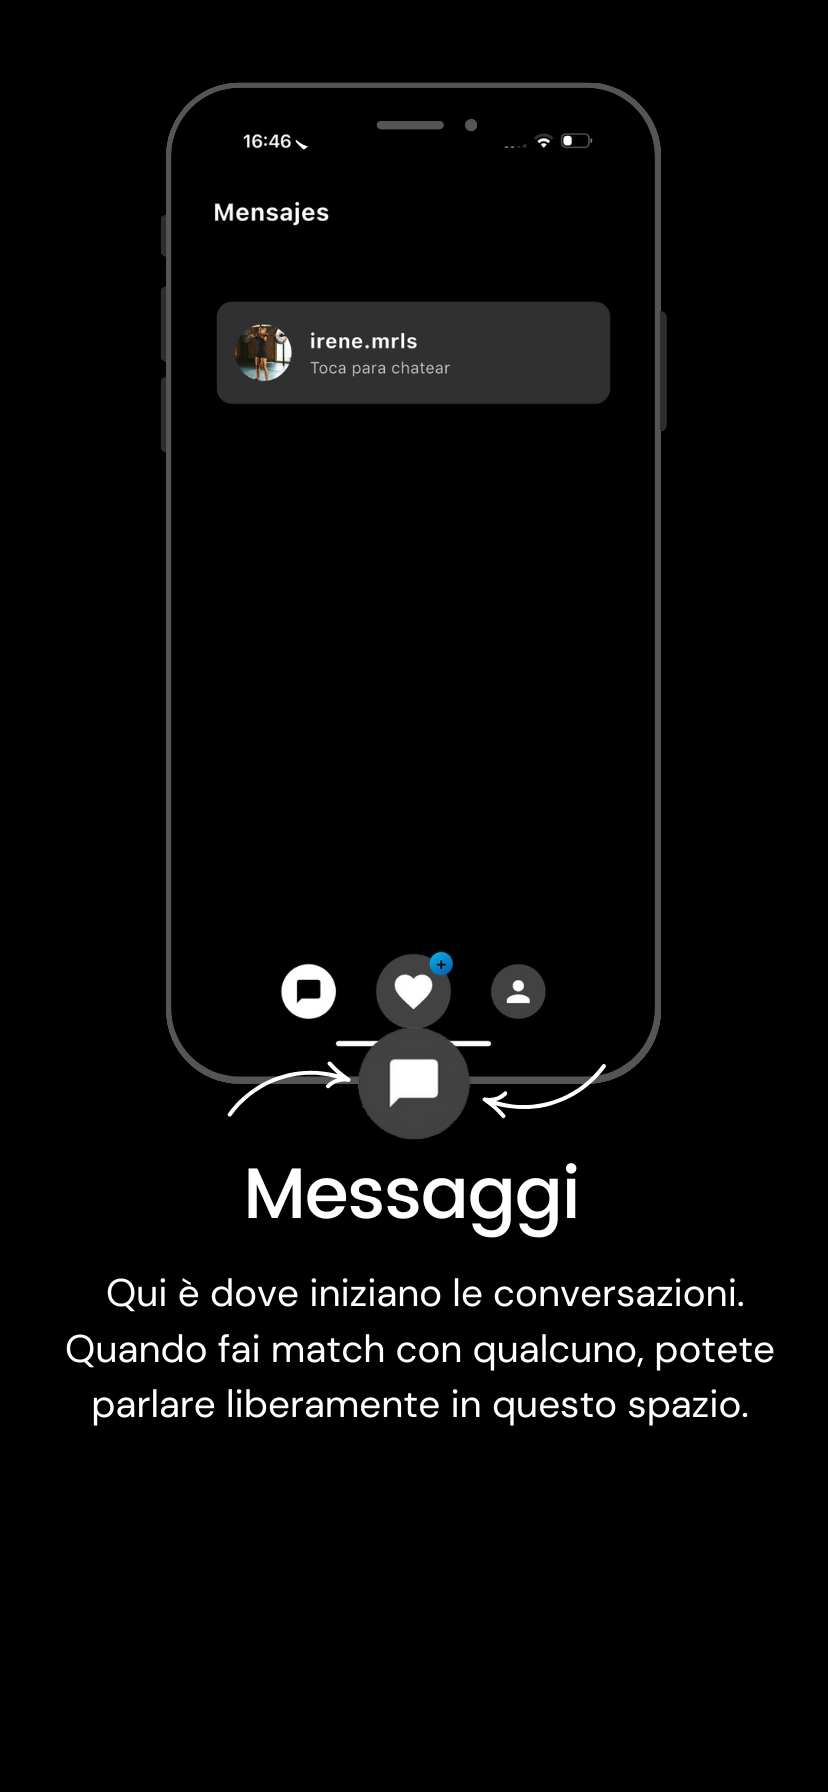 16:46
Mensajes
irene.mrls
Toca para chatear
+
Messaggi
Qui è dove iniziano le conversazioni.
Quando fai match con qualcuno, potete
parlare liberamente in questo spazio.